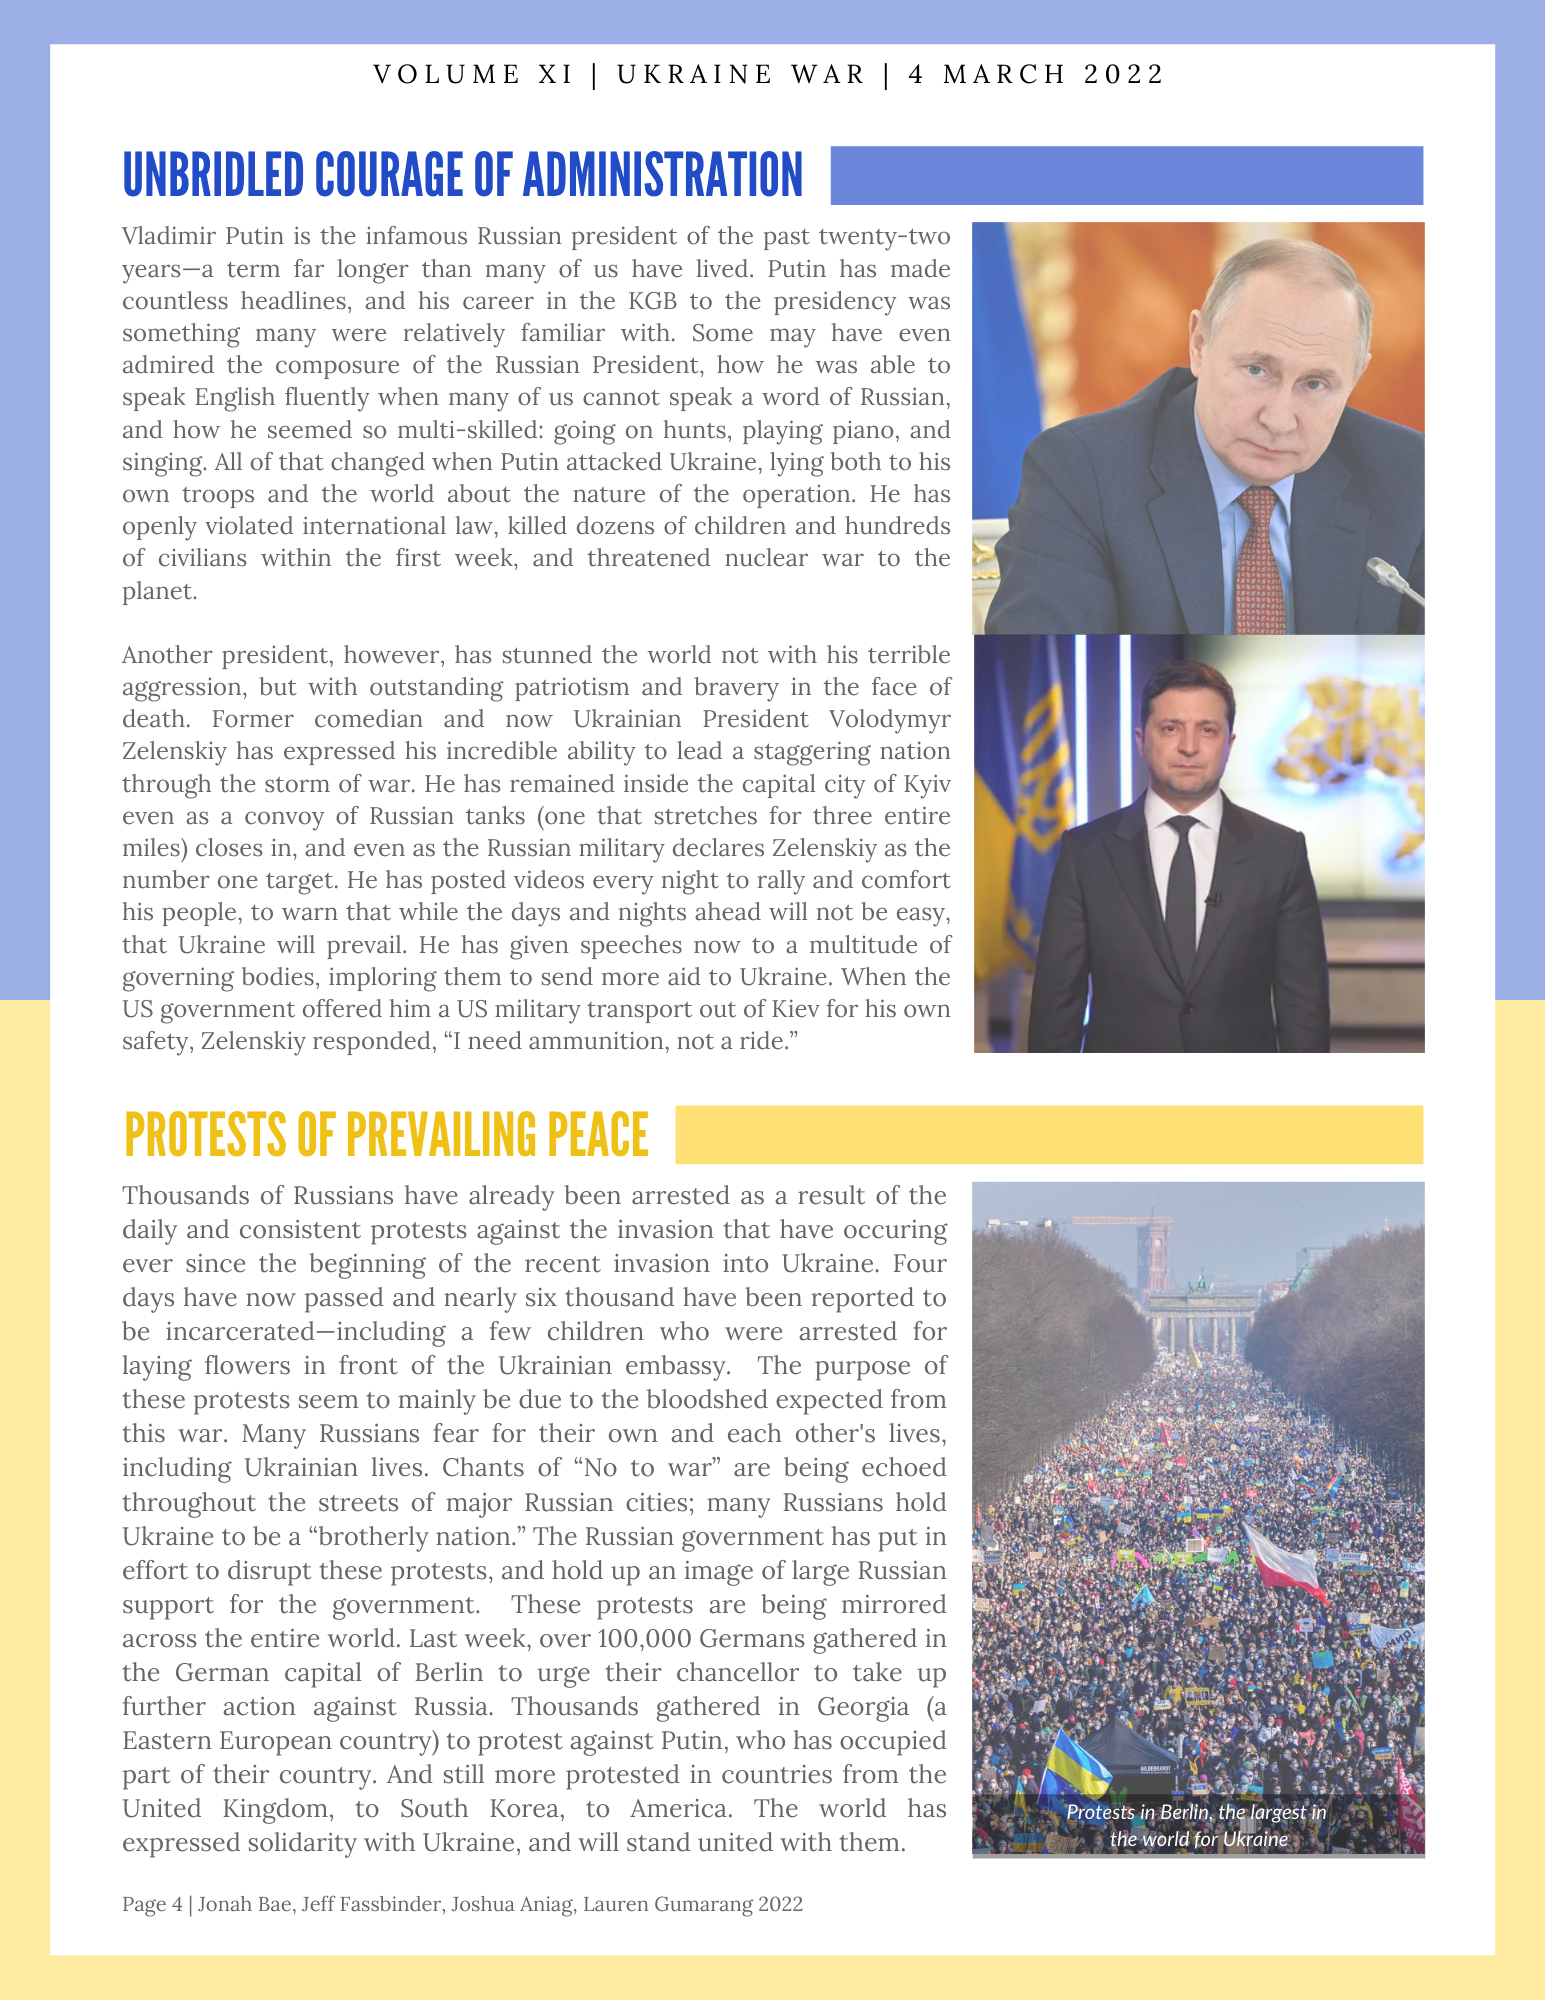 VOLUME XI | UKRAINE WAR | 4 MARCH 2022
UNBRIDLED COURAGE OF ADMINISTRATION
Vladimir Putin is the infamous Russian president of the past twenty-two
years—a term far longer than many of us have lived. Putin has made
countless headlines, and his career in the KGB to the presidency was
something many were relatively familiar with. Some may have even
admired the composure of the Russian President, how he was able to
speak English fluently when many of us cannot speak a word of Russian,
and how he seemed so multi-skilled: going on hunts, playing piano, and
singing. All of that changed when Putin attacked Ukraine, lying both to his
own troops and the world about the nature of the operation. He has
openly violated international law, killed dozens of children and hundreds
of civilians within the first week, and threatened nuclear war to the
planet.
Another president, however, has stunned the world not with his terrible
aggression, but with outstanding patriotism and bravery in the face of
death. Former comedian and now Ukrainian President Volodymyr
Zelenskiy has expressed his incredible ability to lead a staggering nation
through the storm of war. He has remained inside the capital city of Kyiv
even as a convoy of Russian tanks (one that stretches for three entire
miles) closes in, and even as the Russian military declares Zelenskiy as the
number one target. He has posted videos every night to rally and comfort
his people, to warn that while the days and nights ahead will not be easy,
that Ukraine will prevail. He has given speeches now to a multitude of
governing bodies, imploring them to send more aid to Ukraine. When the
US government offered him a US military transport out of Kiev for his own
safety, Zelenskiy responded, “I need ammunition, not a ride.”
PROTESTS OF PREVAILING PEACE
Thousands of Russians have already been arrested as a result of the
daily and consistent protests against the invasion that have occuring
ever since the beginning of the recent invasion into Ukraine. Four
days have now passed and nearly six thousand have been reported to
be incarcerated—including a few children who were arrested for
laying flowers in front of the Ukrainian embassy. The purpose of
these protests seem to mainly be due to the bloodshed expected from
this war. Many Russians fear for their own and each other's lives,
including Ukrainian lives. Chants of “No to war” are being echoed
throughout the streets of major Russian cities; many Russians hold
Ukraine to be a “brotherly nation.” The Russian government has put in
effort to disrupt these protests, and hold up an image of large Russian
support for the government. These protests are being mirrored
across the entire world. Last week, over 100,000 Germans gathered in
the German capital of Berlin to urge their chancellor to take up
further action against Russia. Thousands gathered in Georgia (a
Eastern European country) to protest against Putin, who has occupied
part of their country. And still more protested in countries from the
United Kingdom, to South Korea, to America. The world has
expressed solidarity with Ukraine, and will stand united with them.
мир!
HILDEBRANDT
Protests in Berlin, the largest in
the world for Ukraine
Page 4 | Jonah Bae, Jeff Fassbinder, Joshua Aniag, Lauren Gumarang 2022